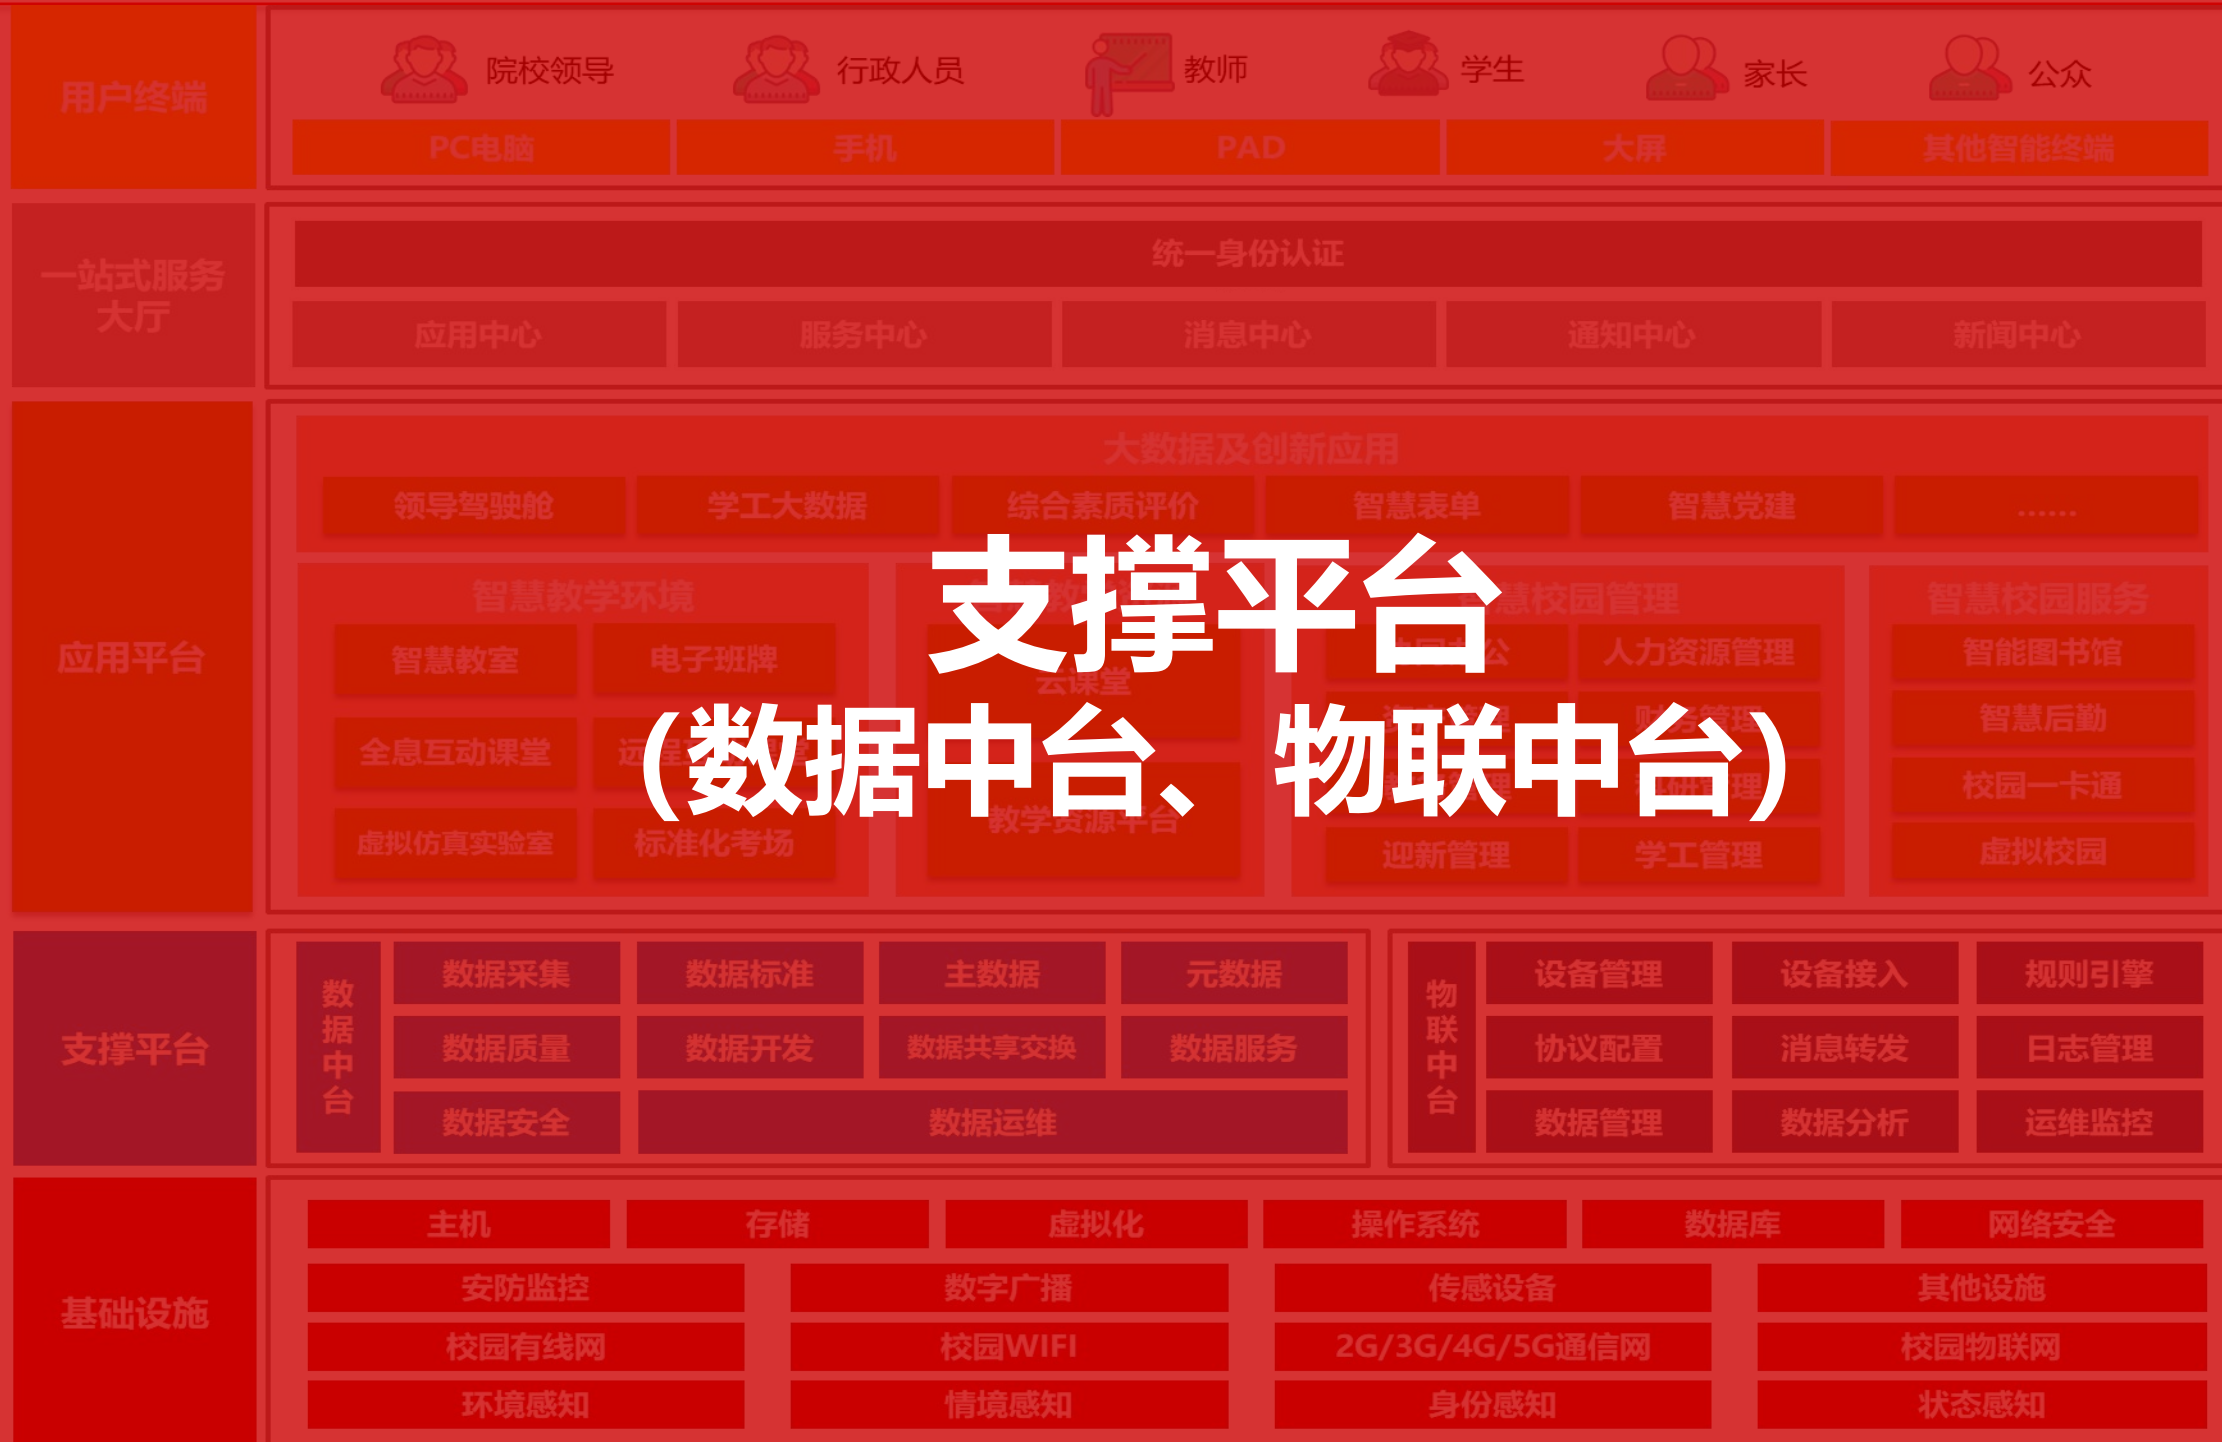 院校领导 行政人员 教师 学生 家长 公众
用户终端
PC电脑 手机 PAD 大屏 其他智能终端
统一身份认证
一站式服务
大厅
应用中心 服务中心 消息中心 通知中心 新闻中心
大数据及创新应用
领导驾驶舱 学工大数据 综合素质评价 智慧表单 智慧党建 ......
支撑平台
(数据中台、物联中台)
应用平台
智慧教学环境
智慧教室 电子班牌
全息互动课堂
虚拟仿真实验室 标准化考场
云课堂
教学资源平台
慧校园管理
人力资源管理
迎新管理 学工管理
智慧校园服务
智能图书馆
智慧后勤
校园一卡通
虚拟校园
支撑平台
数据中台
数据采集 数据标准 主数据 元数据
数据质量 数据开发 数据共享交换 数据服务
数据安全 数据运维
物联中台
设备管理 设备接入 规则引擎
协议配置 消息转发 日志管理
数据管理 数据分析 运维监控
基础设施
主机 存储 虚拟化 操作系统 数据库 网络安全
安防监控 数字广播 传感设备 其他设施
校园有线网 校园WIFI 2G/3G/4G/5G通信网 校园物联网
环境感知 情境感知 身份感知 状态感知